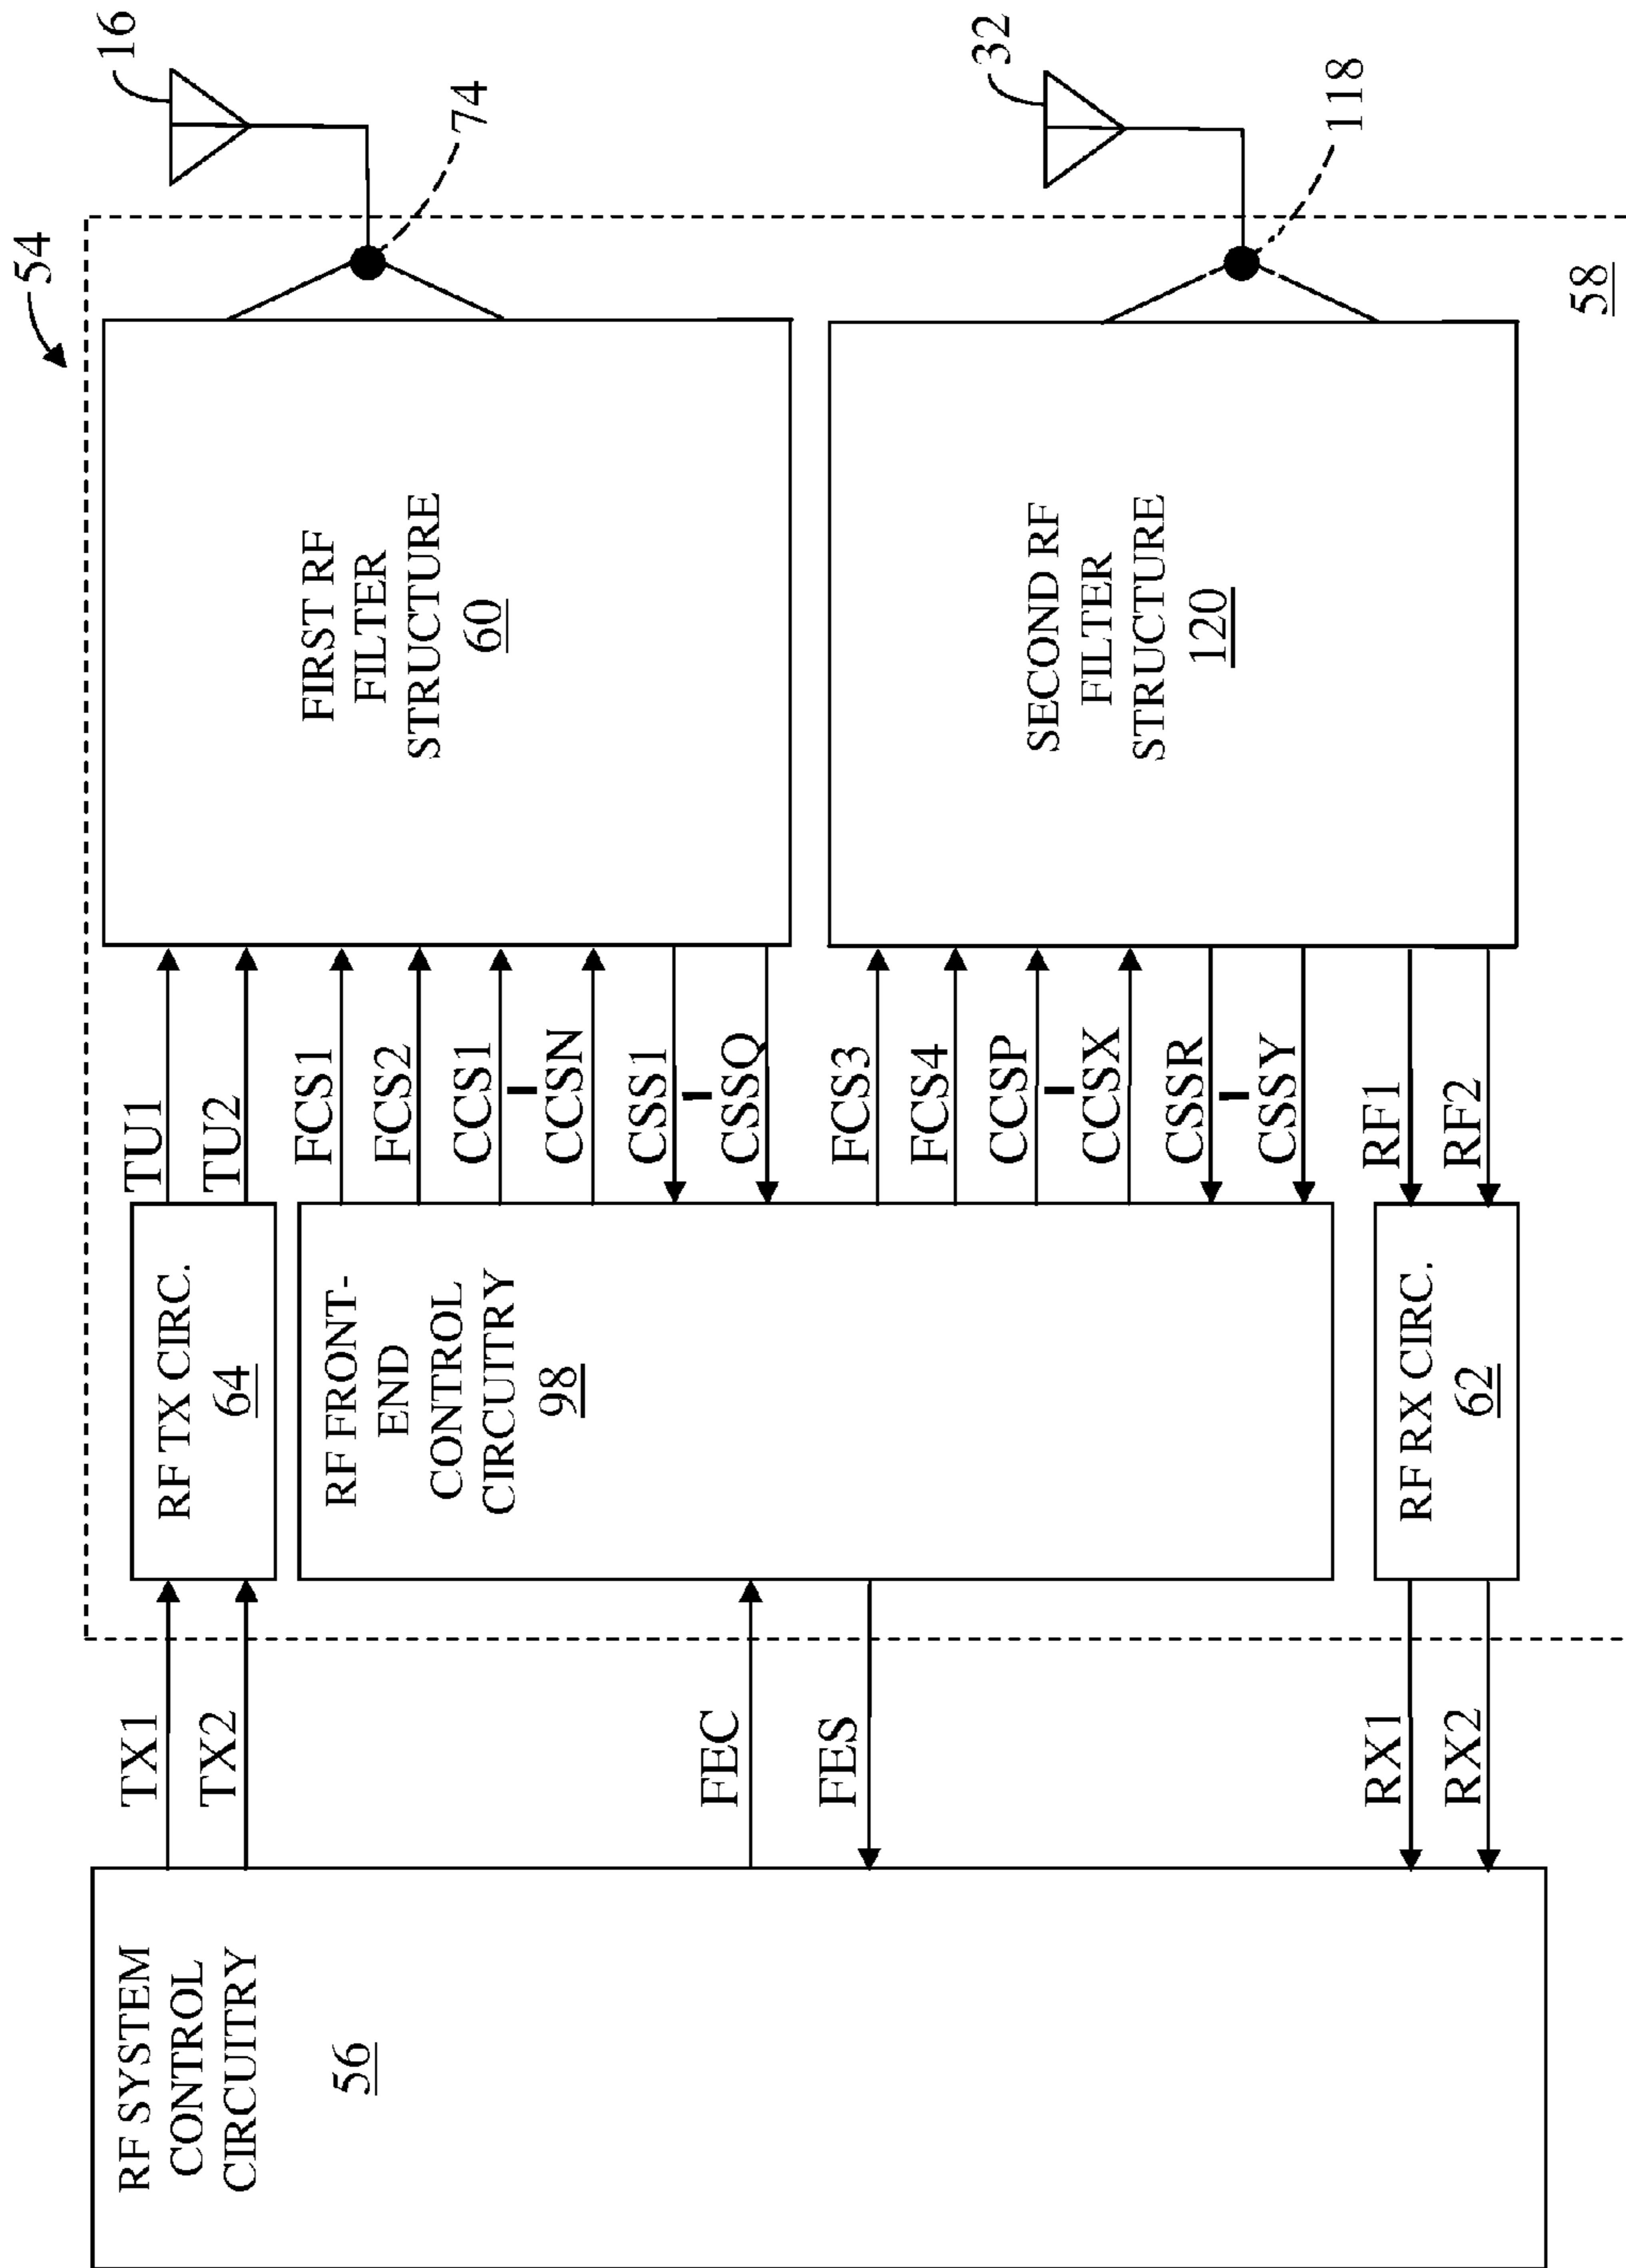 54
RF SYSTEM
CONTROL
CIRCUITRY
56
TX1
TX2
FEC
FES
RX1
RX2
RF TX CIRC.
64
RF FRONT-
END
CONTROL
CIRCUITRY
98
RF RX CIRC.
62
TU1
TU2
FCS1
FCS2
CCS1
CCSN
CSS1
CSSQ
FCS3
FCS4
CCSP
CCSX
CSSR
CSSY
RF1
RF2
FIRST RF
FILTER
STRUCTURE
60
SECOND RF
FILTER
STRUCTURE
120
16
74
32
118
58